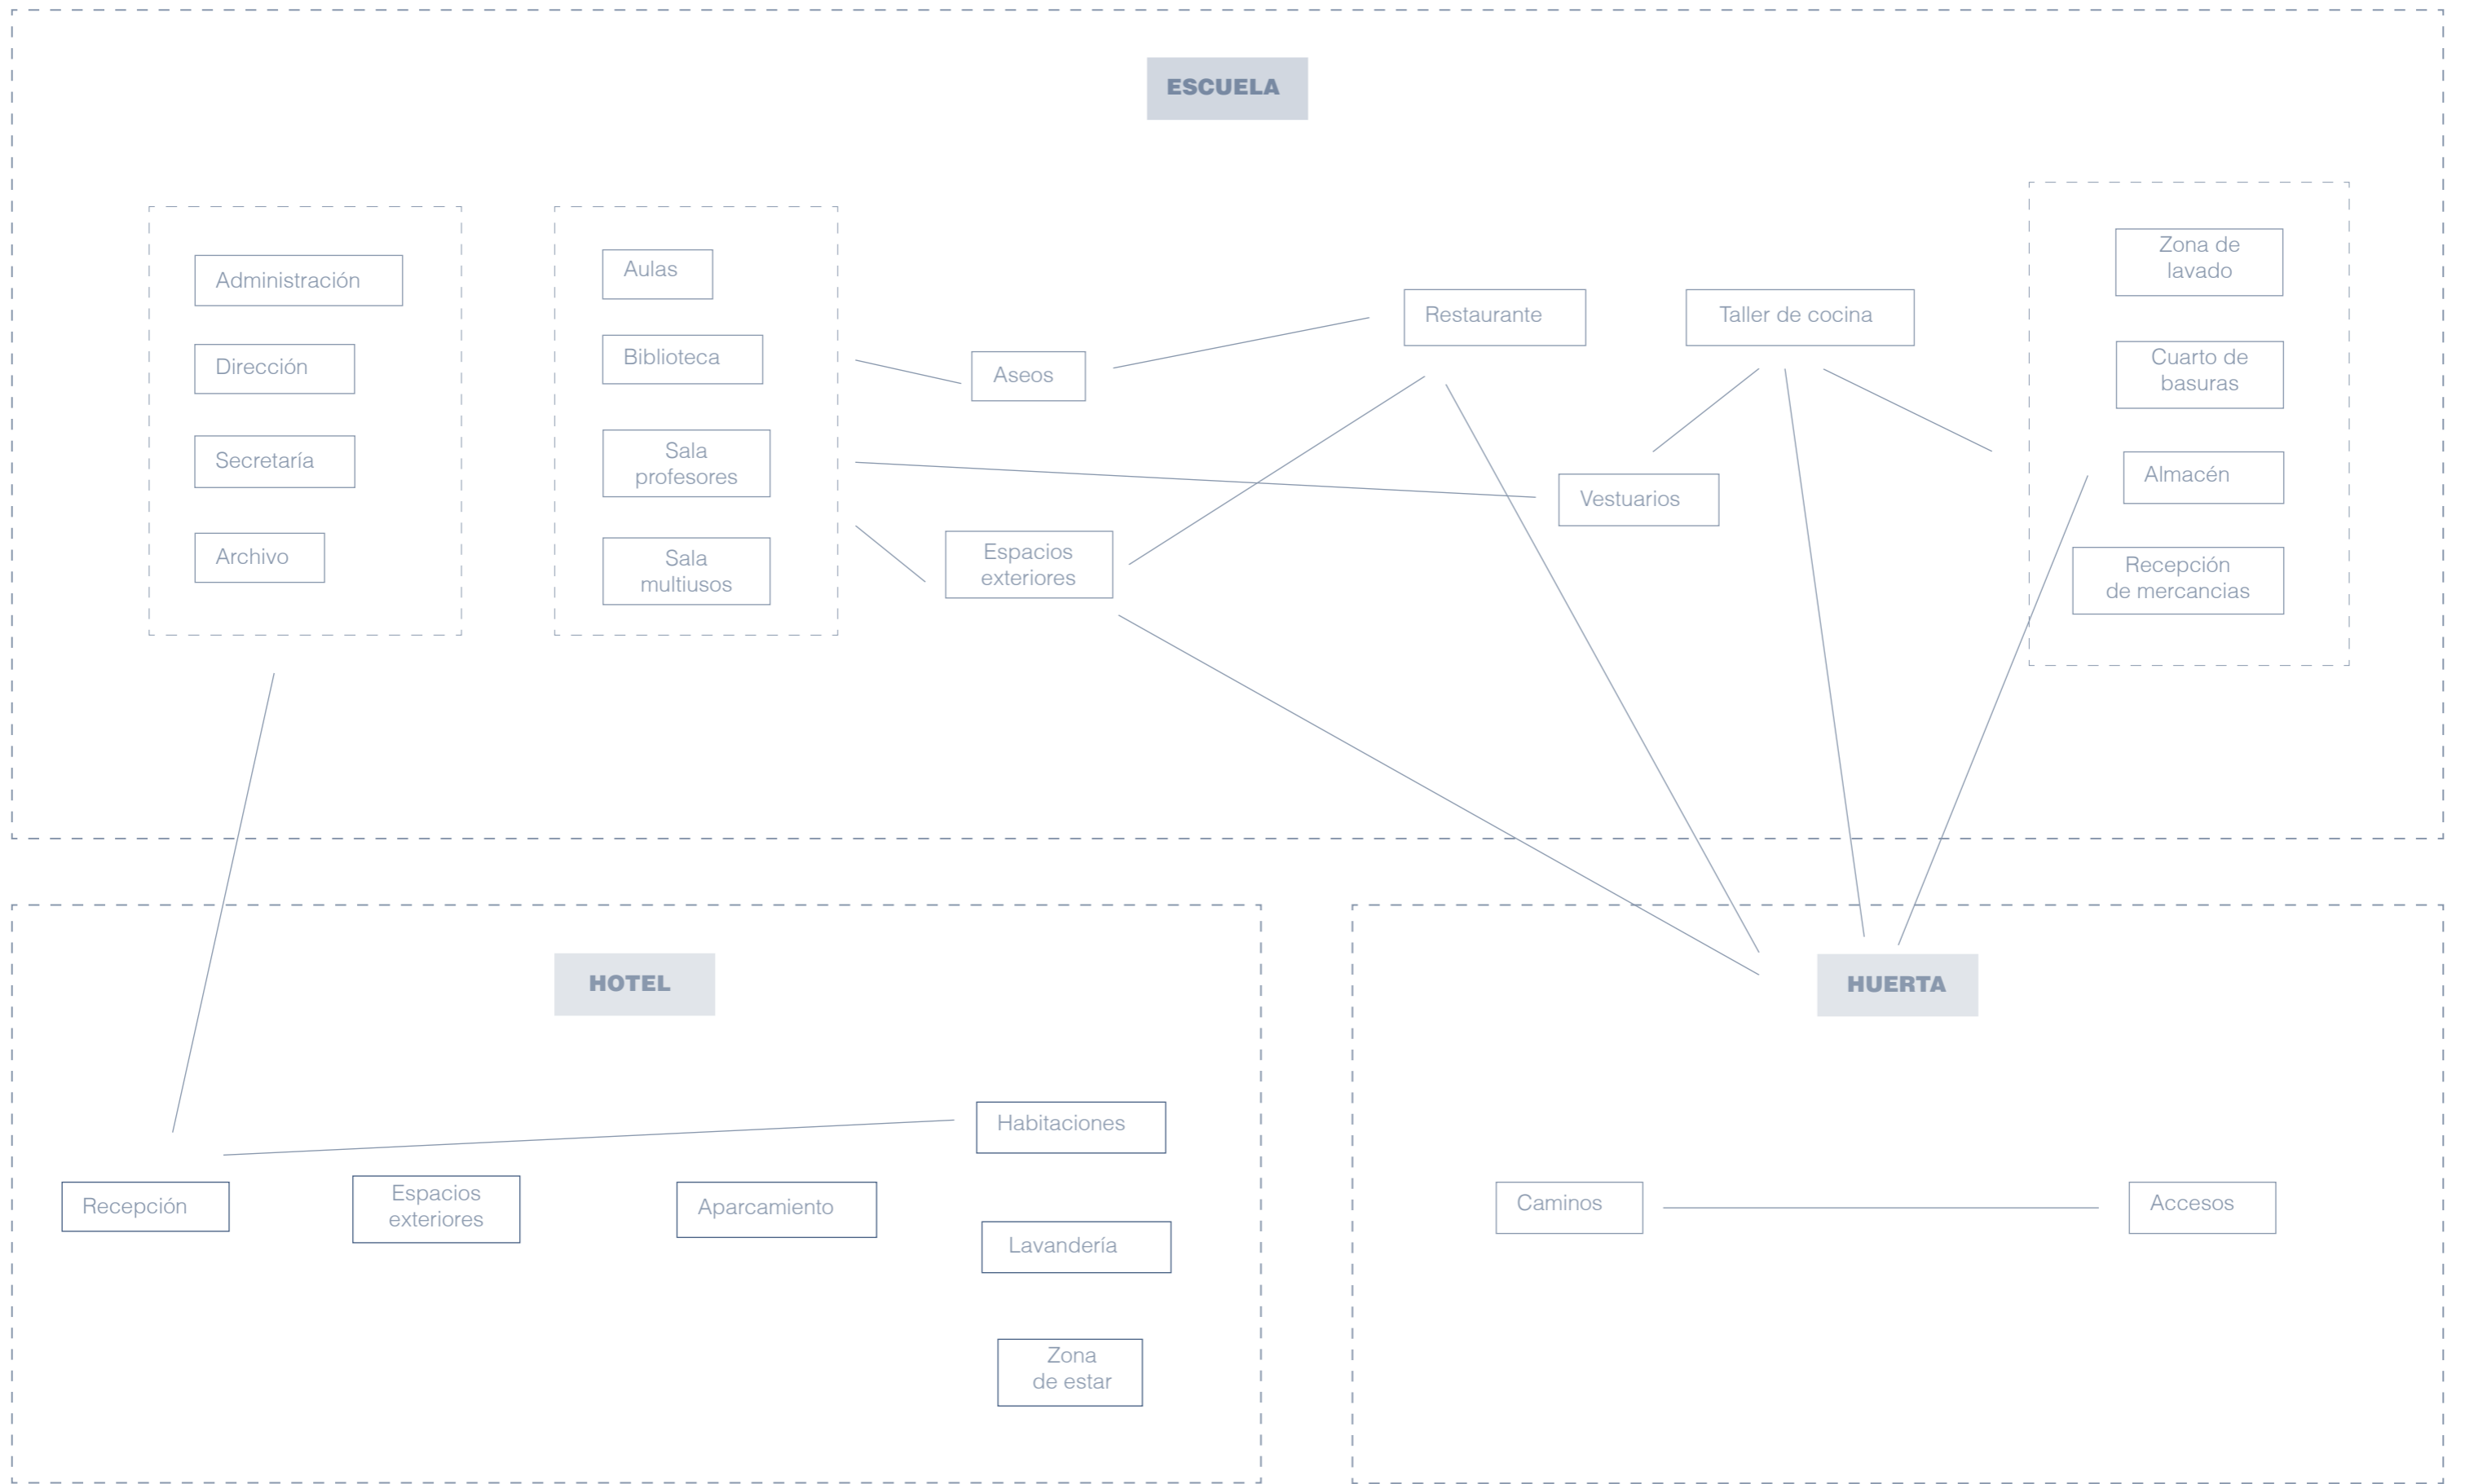 ESCUELA
Administración
Dirección
Secretaría
Archivo
Aulas
Biblioteca
Sala
profesores
Sala
multiusos
Aseos
Espacios
exteriores
Restaurante
Taller de cocina
Vestuarios
Zona de
lavado
Cuarto de
basuras
Almacén
Recepción
de mercancias
HOTEL
Recepción
Espacios
exteriores
Aparcamiento
Habitaciones
Lavandería
Zona
de estar
HUERTA
Caminos
Accesos